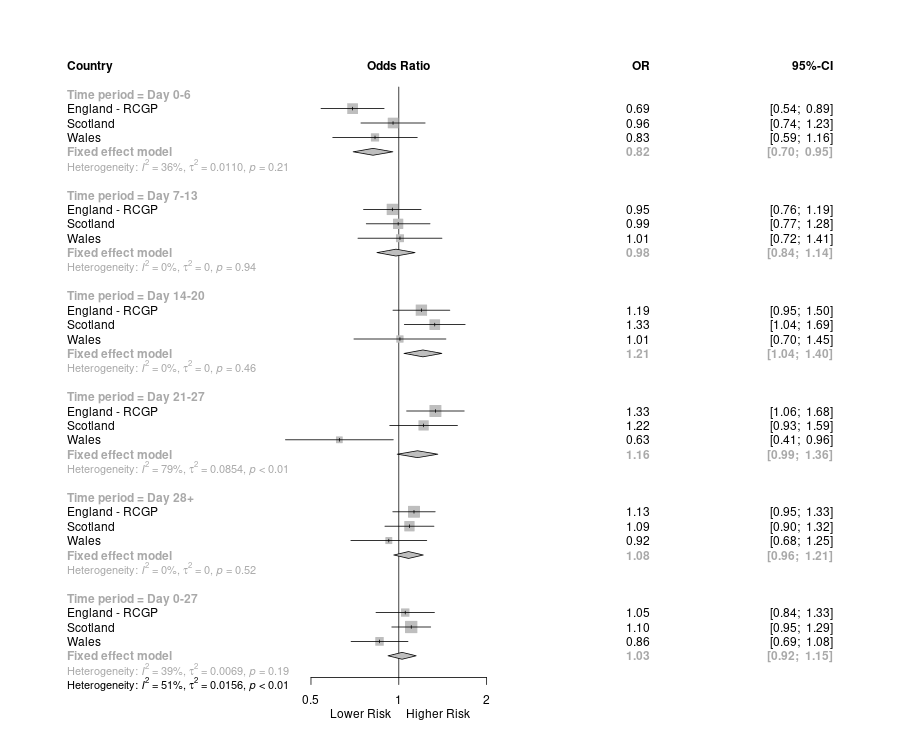 Country Odds Ratio OR 95%-CI
Time period = Day 0-6
England - RCGP 0.69 [0.54; 0.89]
Scotland 0.96 [0.74; 1.23]
Wales 0.83 [0.59; 1.16]
Fixed effect model 0.82 [0.70; 0.95]
Heterogeneity: I² = 36%, τ² = 0.0110, p = 0.21
Time period = Day 7-13
England - RCGP 0.95 [0.76; 1.19]
Scotland 0.99 [0.77; 1.28]
Wales 1.01 [0.72; 1.41]
Fixed effect model 0.98 [0.84; 1.14]
Heterogeneity: I² = 0%, τ² = 0, p = 0.94
Time period = Day 14-20
England - RCGP 1.19 [0.95; 1.50]
Scotland 1.33 [1.04; 1.69]
Wales 1.01 [0.70; 1.45]
Fixed effect model 1.21 [1.04; 1.40]
Heterogeneity: I² = 0%, τ² = 0, p = 0.46
Time period = Day 21-27
England - RCGP 1.33 [1.06; 1.68]
Scotland 1.22 [0.93; 1.59]
Wales 0.63 [0.41; 0.96]
Fixed effect model 1.16 [0.99; 1.36]
Heterogeneity: I² = 79%, τ² = 0.0854, p < 0.01
Time period = Day 28+
England - RCGP 1.13 [0.95; 1.33]
Scotland 1.09 [0.90; 1.32]
Wales 0.92 [0.68; 1.25]
Fixed effect model 1.08 [0.96; 1.21]
Heterogeneity: I² = 0%, τ² = 0, p = 0.52
Time period = Day 0-27
England - RCGP 1.05 [0.84; 1.33]
Scotland 1.10 [0.95; 1.29]
Wales 0.86 [0.69; 1.08]
Fixed effect model 1.03 [0.92; 1.15]
Heterogeneity: I² = 39%, τ² = 0.0069, p = 0.19
Heterogeneity: I² = 51%, τ² = 0.0156, p < 0.01
0.5 1 2
Lower Risk Higher Risk